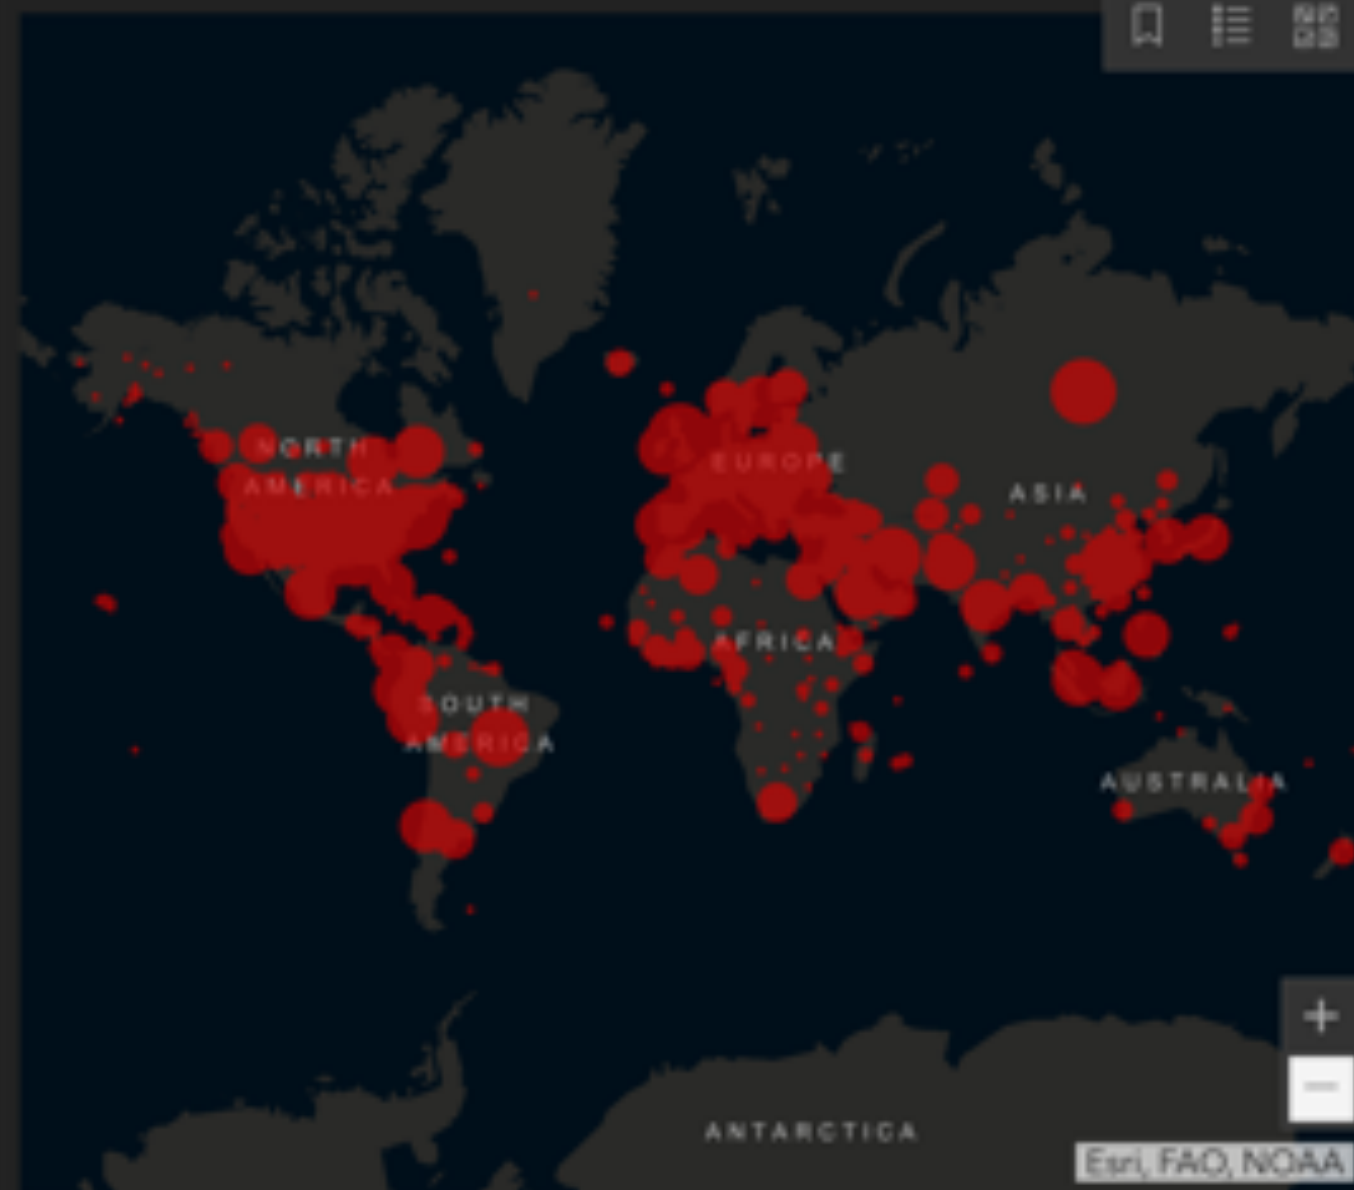 NORTH
AMERICA
EUROPE
ASIA
AFRICA
SOUTH
AMERICA
AUSTRALIA
ANTARCTICA
Esri, FAO, NOAA